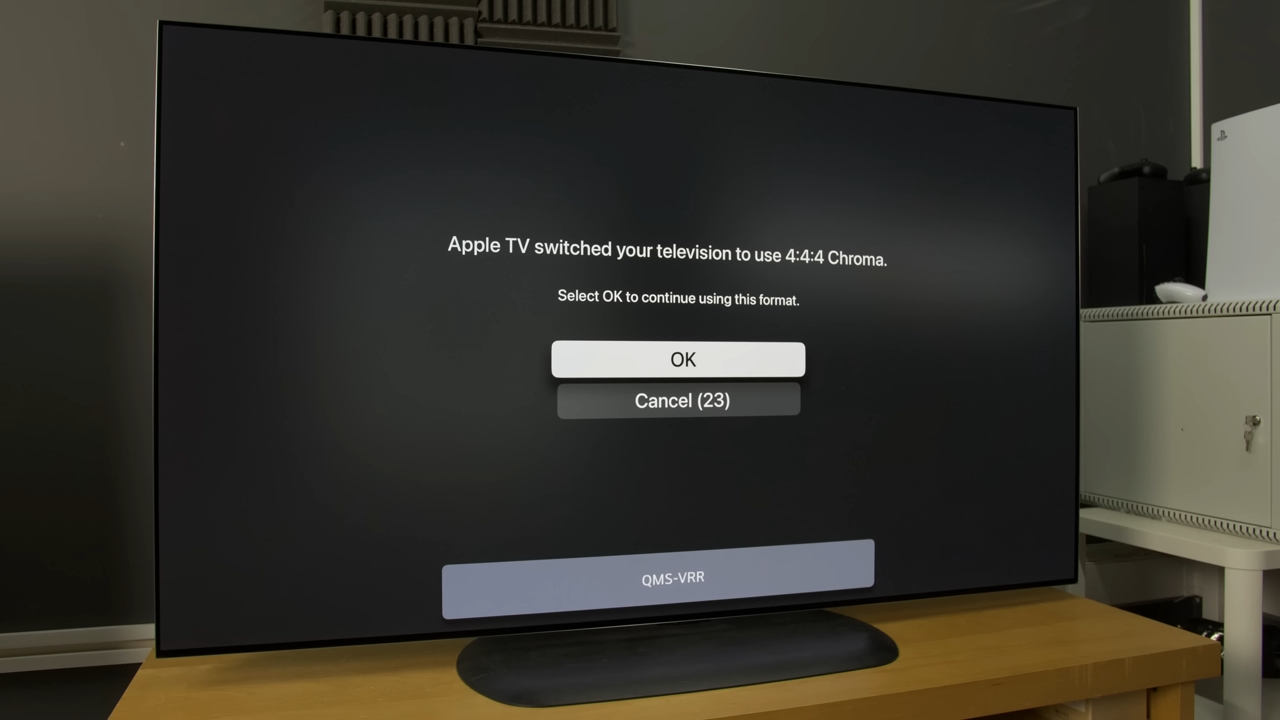 Apple TV switched your television to use 4:4:4 Chroma.
Select OK to continue using this format.
OK
Cancel (23)
QMS-VRR